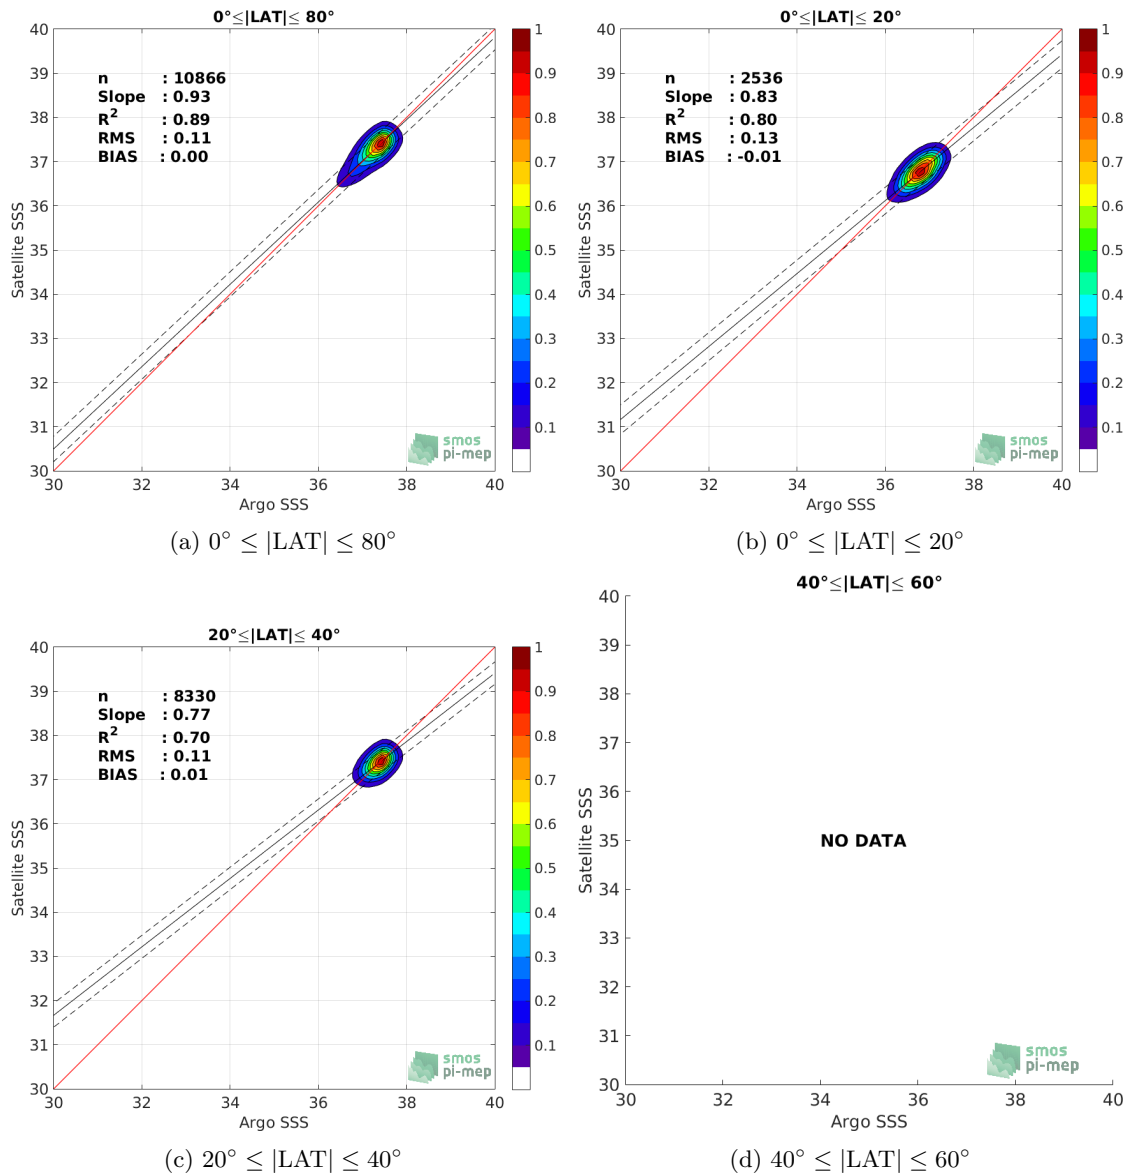 0°≤|LAT|≤ 80°
40
39
38
37
36
35
34
33
32
31
30
Satellite SSS
n : 10866
Slope : 0.93
R2 : 0.89
RMS : 0.11
BIAS : 0.00
1
0.9
0.8
0.7
0.6
0.5
0.4
0.3
0.2
0.1
smos
pi-mep
30 32 34 36 38 40
Argo SSS
(a) 0° ≤ |LAT| ≤ 80°
0°≤|LAT|≤ 20°
40
39
38
37
36
35
34
33
32
31
30
Satellite SSS
n : 2536
Slope : 0.83
R2 : 0.80
RMS : 0.13
BIAS : -0.01
1
0.9
0.8
0.7
0.6
0.5
0.4
0.3
0.2
0.1
smos
pi-mep
30 32 34 36 38 40
Argo SSS
(b) 0° ≤ |LAT| ≤ 20°
20°≤|LAT|≤ 40°
40
39
38
37
36
35
34
33
32
31
30
Satellite SSS
n : 8330
Slope : 0.77
R2 : 0.70
RMS : 0.11
BIAS : 0.01
1
0.9
0.8
0.7
0.6
0.5
0.4
0.3
0.2
0.1
smos
pi-mep
30 32 34 36 38 40
Argo SSS
(c) 20° ≤ |LAT| ≤ 40°
40°≤|LAT|≤ 60°
40
39
38
37
36
35
34
33
32
31
30
Satellite SSS
NO DATA
smos
pi-mep
30 32 34 36 38 40
Argo SSS
(d) 40° ≤ |LAT| ≤ 60°